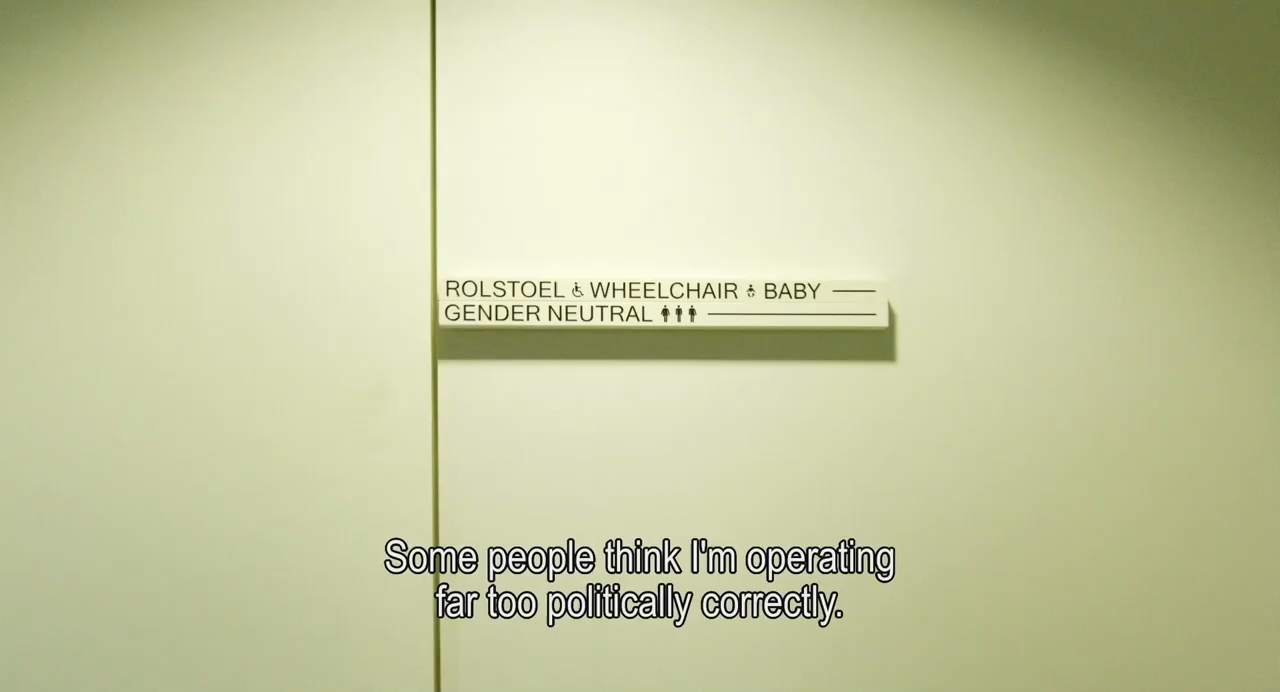 ROLSTOEL WHEELCHAIR BABY
GENDER NEUTRAL
Some people think I'm operating
far too politically correctly.